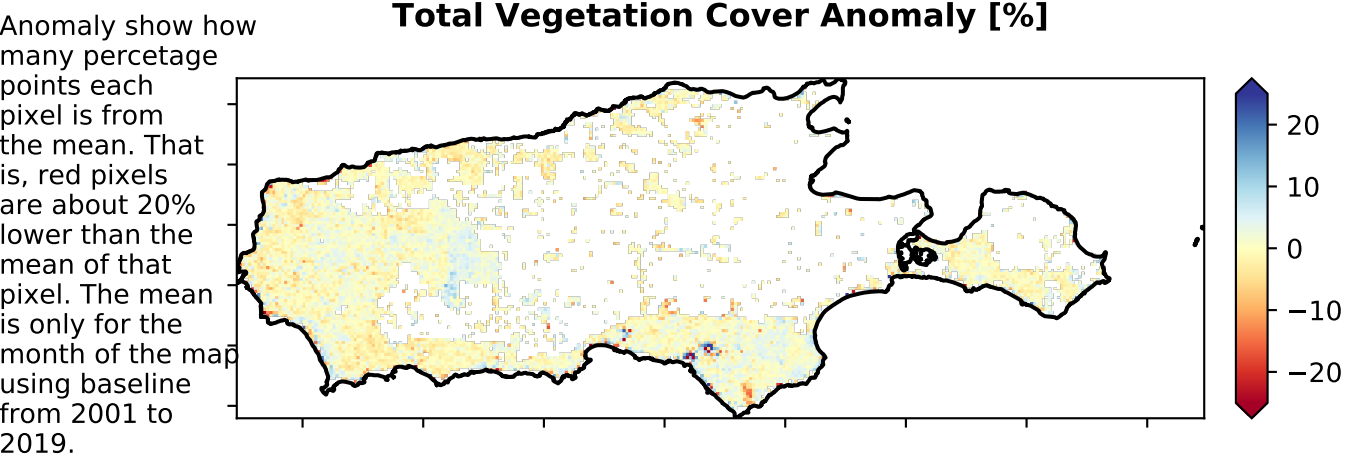 Total Vegetation Cover Anomaly [%]
Anomaly show how
many percetage
points each
pixel is from
the mean. That
is, red pixels
are about 20%
lower than the
mean of that
pixel. The mean
is only for the
month of the map
using baseline
from 2001 to
2019.
20
10
0
−10
−20